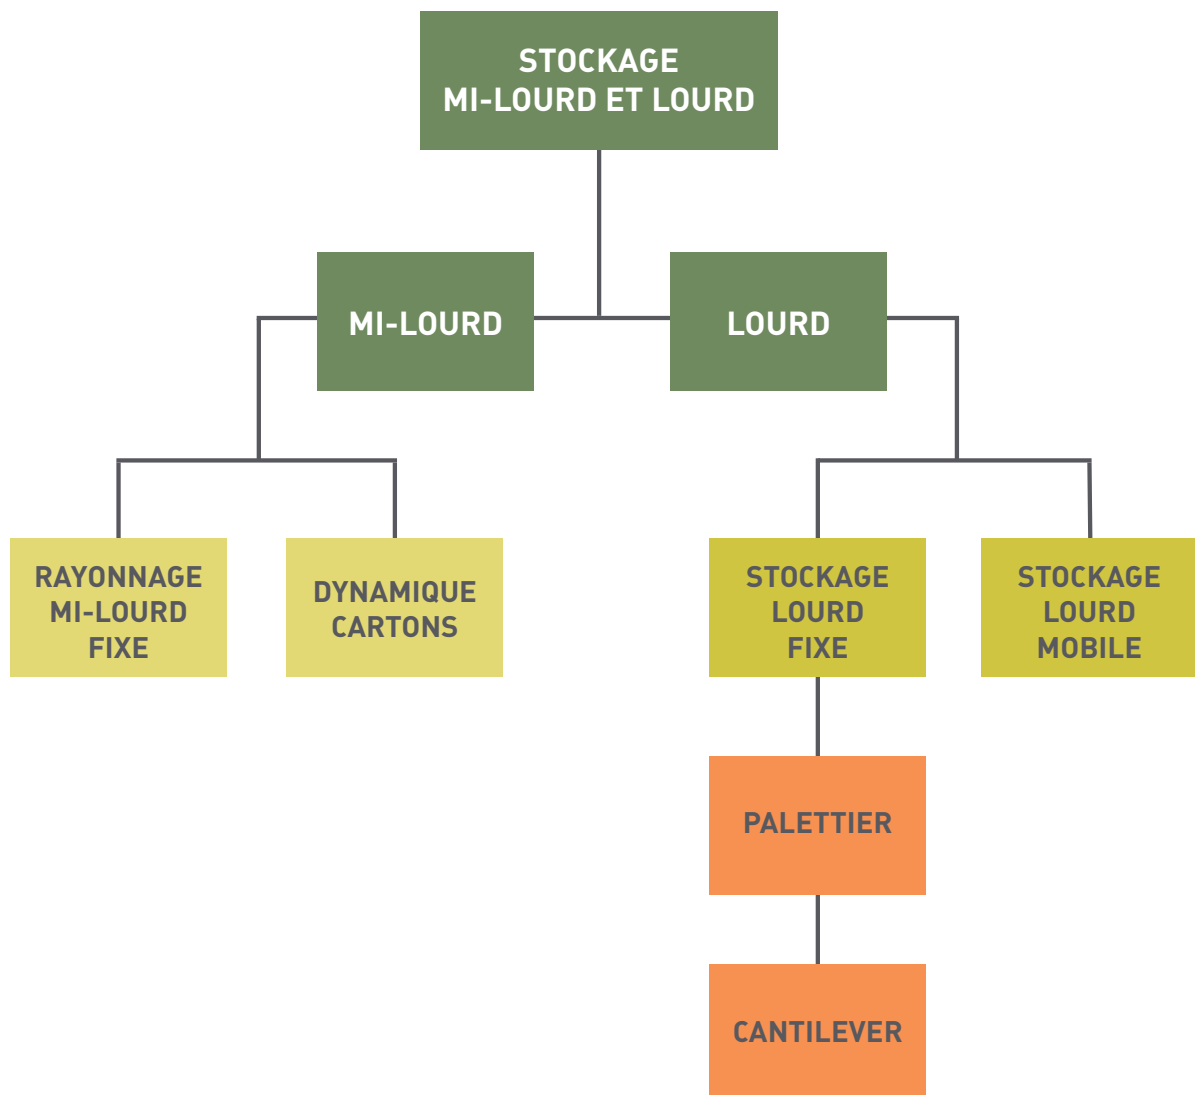 STOCKAGE
MI-LOURD ET LOURD
MI-LOURD
LOURD
RAYONNAGE
MI-LOURD
FIXE
DYNAMIQUE
CARTONS
STOCKAGE
LOURD
FIXE
STOCKAGE
LOURD
MOBILE
PALETTIER
CANTILEVER